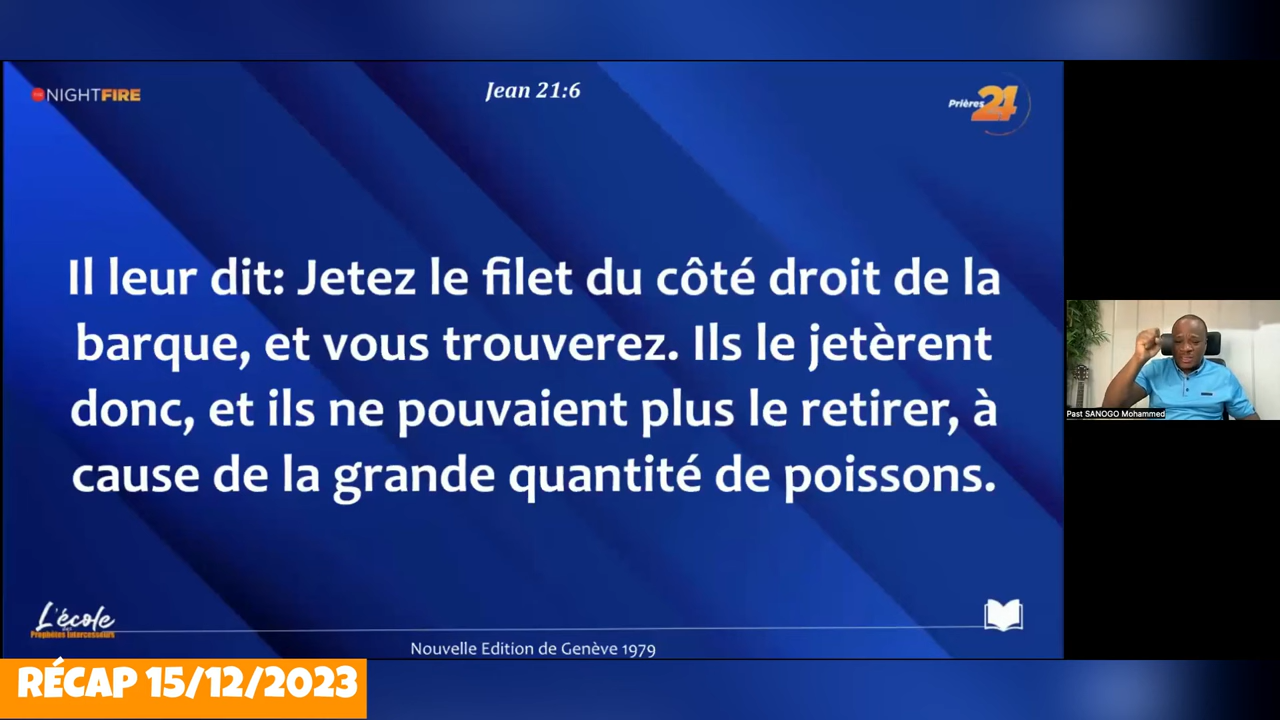 NIGHTFIRE
Jean 21:6
Prières 24
Il leur dit: Jetez le filet du côté droit de la
barque, et vous trouverez. Ils le jetèrent
donc, et ils ne pouvaient plus le retirer, à
cause de la grande quantité de poissons.
Past SANOGO Mohammed
L'école
Prophètes Intercesseurs
Nouvelle Edition de Genève 1979
RÉCAP 15/12/2023